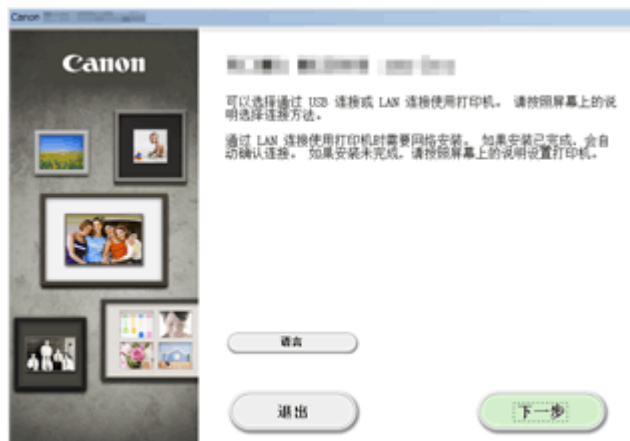 Canon
Canon
可以选择通过 USB 连接或 LAN 连接使用打印机。 请按照屏幕上的说
明选择连接方法。
通过 LAN 连接使用打印机时需要网络安装。 如果安装已完成，会自
动确认连接。 如果安装未完成，请按照屏幕上的说明设置打印机。
语言
退出
下一步